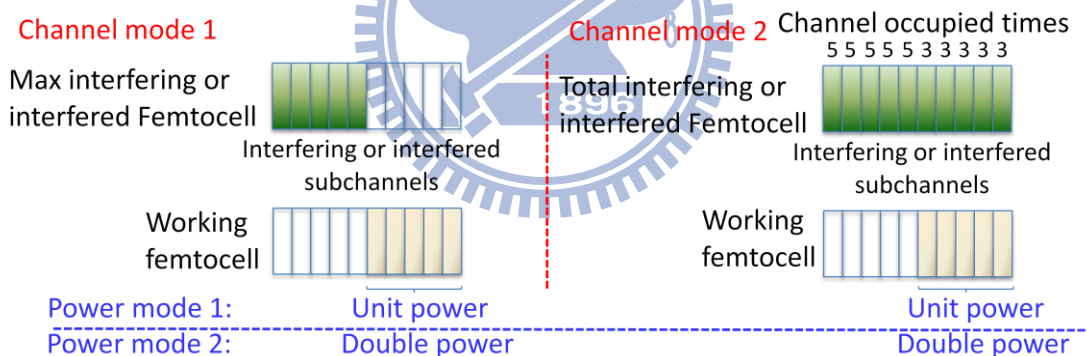 Channel mode 1
Max interfering or
interfered Femtocell
Interfering or interfered
subchannels
Working
femtocell
Channel mode 2
Channel occupied times
5 5 5 5 5 3 3 3 3 3
Total interfering or
interfered Femtocell
1896
Interfering or interfered
subchannels
Working
femtocell
Power mode 1:
Unit power
Unit power
Power mode 2:
Double power
Double power